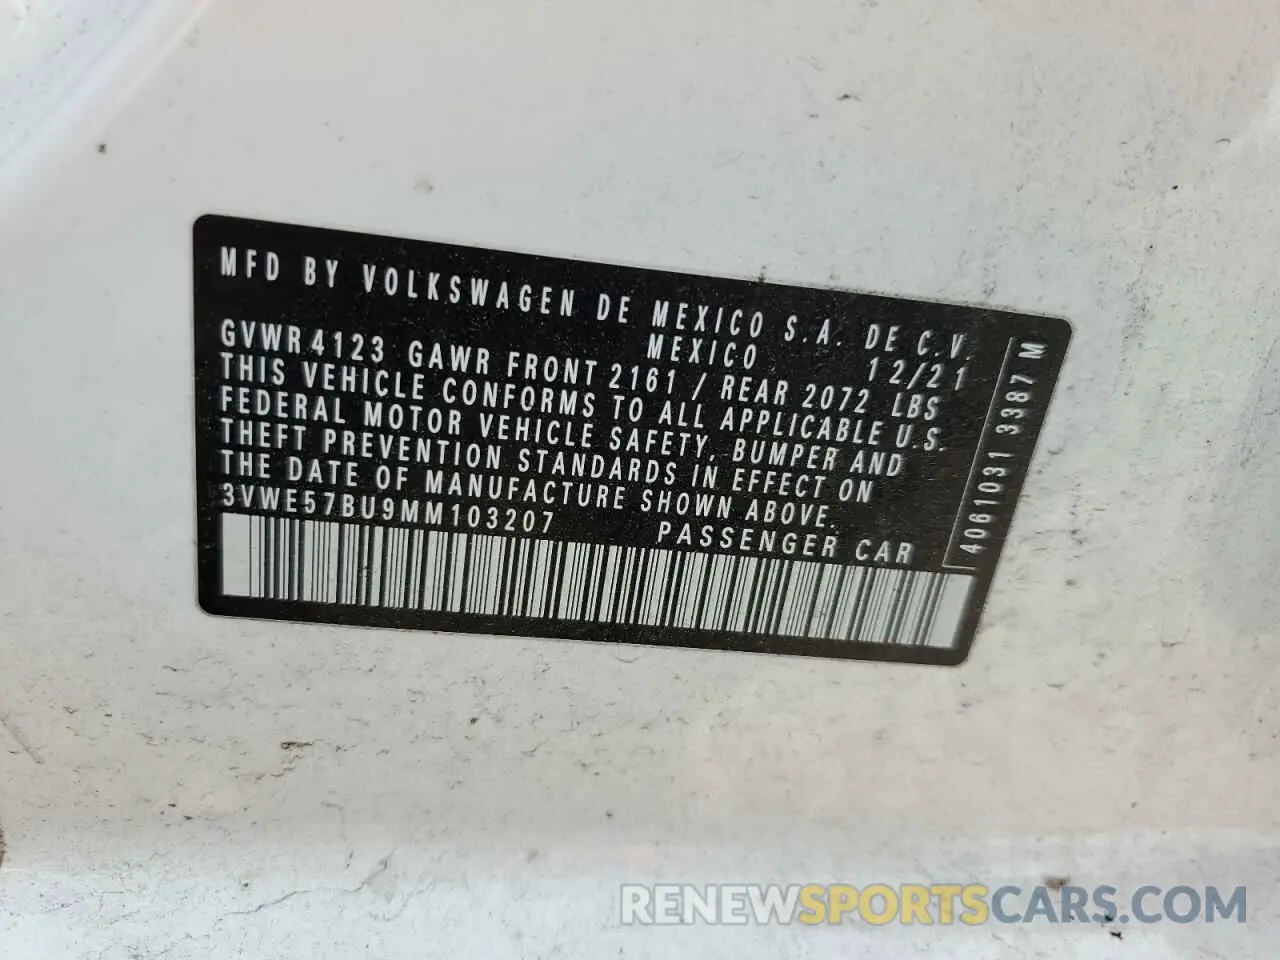 MFD BY VOLKSWAGEN DE MEXICO S.A. DE C.V.
MEXICO 12/21
GVWR 4123 GAWR FRONT 2161 / REAR 2072 LBS
THIS VEHICLE CONFORMS TO ALL APPLICABLE U.S.
FEDERAL MOTOR VEHICLE SAFETY, BUMPER AND
THEFT PREVENTION STANDARDS IN EFFECT ON
THE DATE OF MANUFACTURE SHOWN ABOVE.
3VWE57BU9MM103207 PASSENGER CAR
4061031 3387 M
RENEWSPORTSCARS.COM